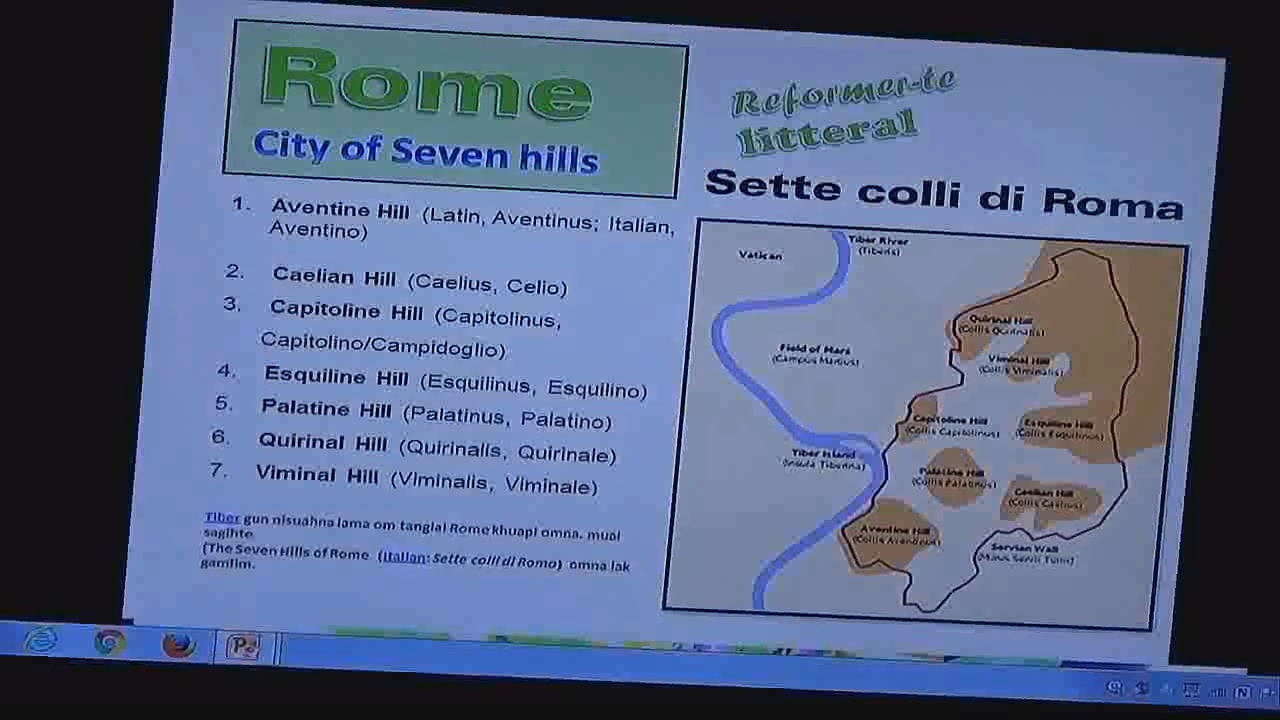 Rome
City of Seven hills
1. Aventine Hill (Latin, Aventinus; Italian,
Aventino)
2. Caelian Hill (Caelius, Celio)
3. Capitoline Hill (Capitolinus,
Capitolino/Campidoglio)
4. Esquiline Hill (Esquilinus, Esquilino)
5. Palatine Hill (Palatinus, Palatino)
6. Quirinal Hill (Quirinalis, Quirinale)
7. Viminal Hill (Viminalis, Viminale)
Tiber gun nisuahna lama om tanglai Rome khuapi omna, mual
sagihte
(The Seven Hills of Rome (Italian: Sette colli di Roma) omna lak
gamlim.
Reformer-te
litteral
Sette colli di Roma
Tiber River
(Tiberis)
Vatican
Quirinal Hill
(Collis Quirinalis)
Field of Mars
(Campus Martius)
Viminal Hill
(Collis Viminalis)
Capitoline Hill
(Collis Capitolinus)
Esquiline Hill
(Collis Esquilinus)
Tiber Island
(Insula Tiberina)
Palatine Hill
(Collis Palatinus)
Caelian Hill
(Collis Caelius)
Aventine Hill
(Collis Aventinus)
Servian Wall
(Murus Servii Tullii)